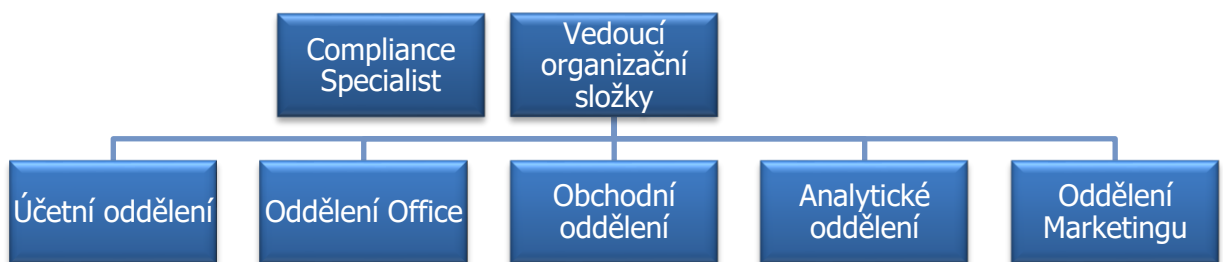 Compliance
Specialist
Vedoucí
organizační
složky
Účetní oddělení
Oddělení Office
Obchodní
oddělení
Analytické
oddělení
Oddělení
Marketingu